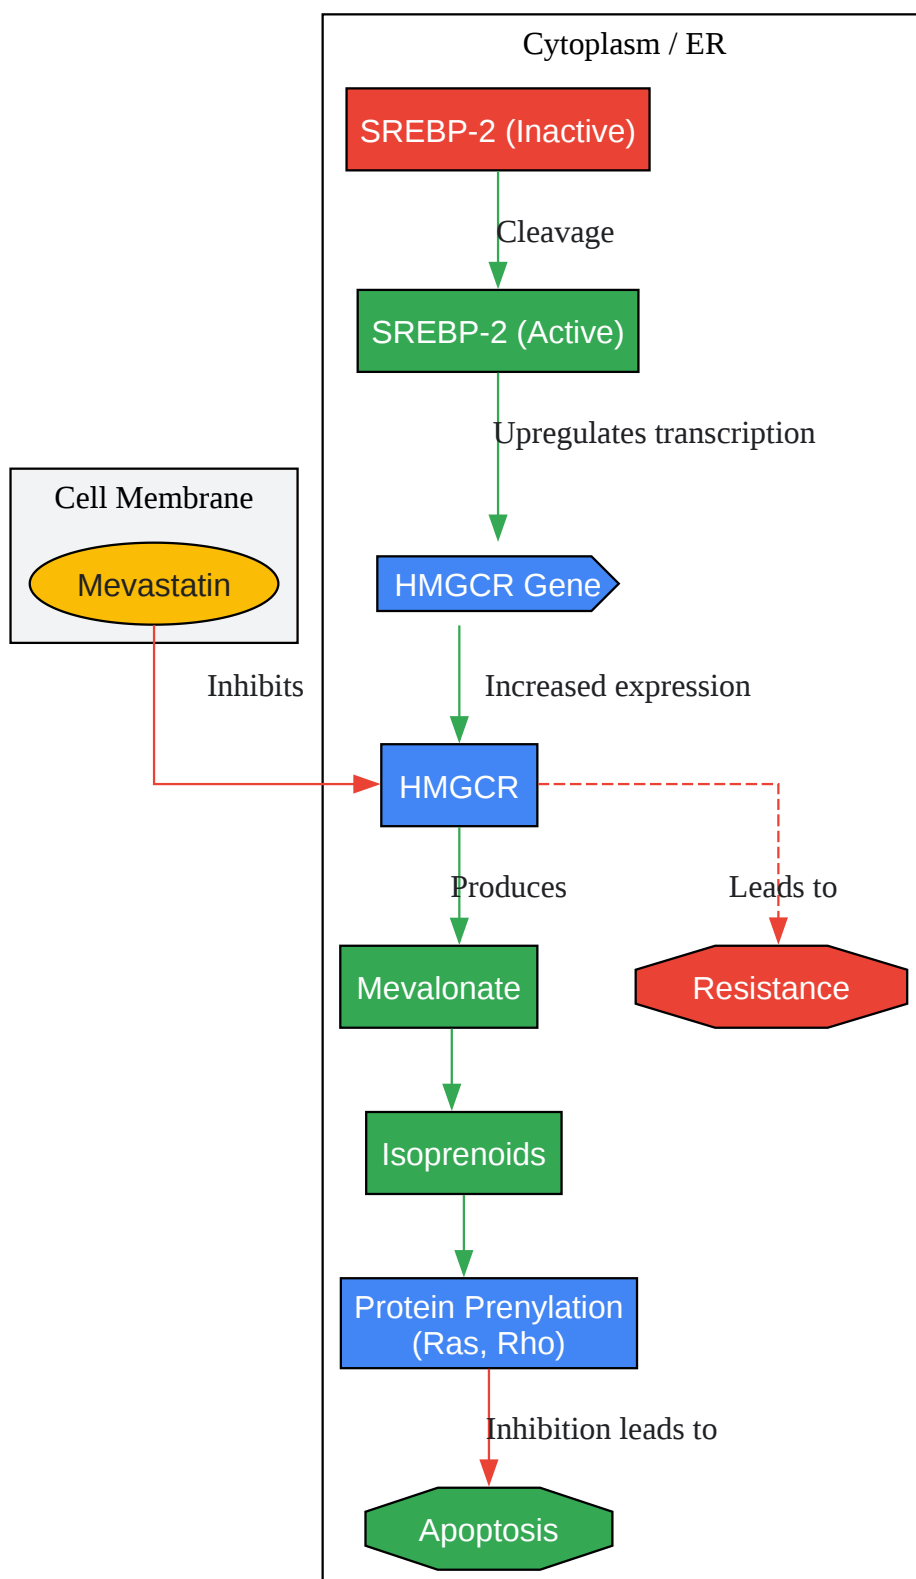 Cytoplasm / ER
SREBP-2 (Inactive)
Cleavage
SREBP-2 (Active)
Upregulates transcription
Cell Membrane
Mevastatin
HMGCR Gene
Inhibits
Increased expression
HMGCR
Produces
Leads to
Mevalonate
Resistance
Isoprenoids
Protein Prenylation
(Ras, Rho)
Inhibition leads to
Apoptosis